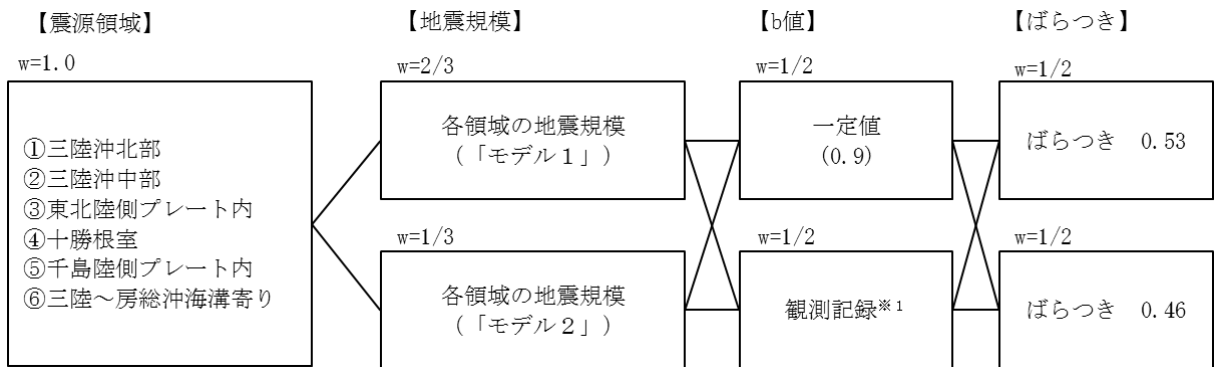 【震源領域】
【地震規模】
【b値】
【ばらつき】
w=1.0
①三陸沖北部
②三陸沖中部
③東北陸側プレート内
④十勝根室
⑤千島陸側プレート内
⑥三陸～房総沖海溝寄り
w=2/3
各領域の地震規模
（「モデル１」）
w=1/3
各領域の地震規模
（「モデル２」）
w=1/2
一定値
(0.9)
w=1/2
観測記録※1
w=1/2
ばらつき　0.53
w=1/2
ばらつき　0.46